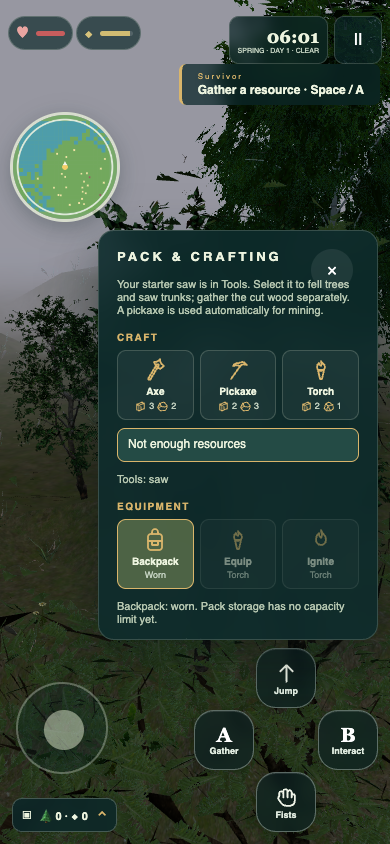 06:01
SPRING · DAY 1 · CLEAR
Survivor
Gather a resource · Space / A
PACK & CRAFTING
Your starter saw is in Tools. Select it to fell trees
and saw trunks; gather the cut wood separately.
A pickaxe is used automatically for mining.
CRAFT
Axe
3 2
Pickaxe
2 3
Torch
2 1
Not enough resources
Tools: saw
EQUIPMENT
Backpack
Worn
Equip
Torch
Ignite
Torch
Backpack: worn. Pack storage has no capacity
limit yet.
Jump
A
Gather
B
Interact
Fists
0 · 0